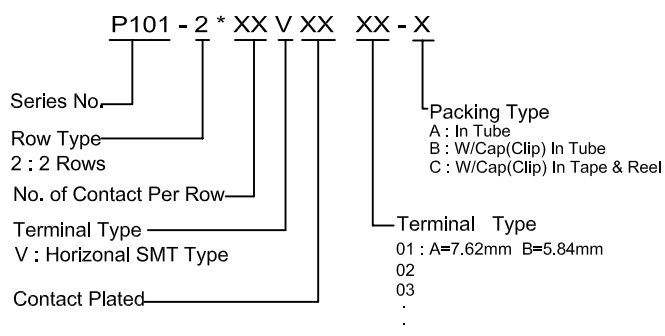 P101 - 2 * XX V XX XX - X
Series No.
Row Type
2 : 2 Rows
No. of Contact Per Row
Terminal Type
V : Horizonal SMT Type
Contact Plated
Packing Type
A : In Tube
B : W/Cap(Clip) In Tube
C : W/Cap(Clip) In Tape & Reel
Terminal Type
01 : A=7.62mm B=5.84mm
02
03
.
.